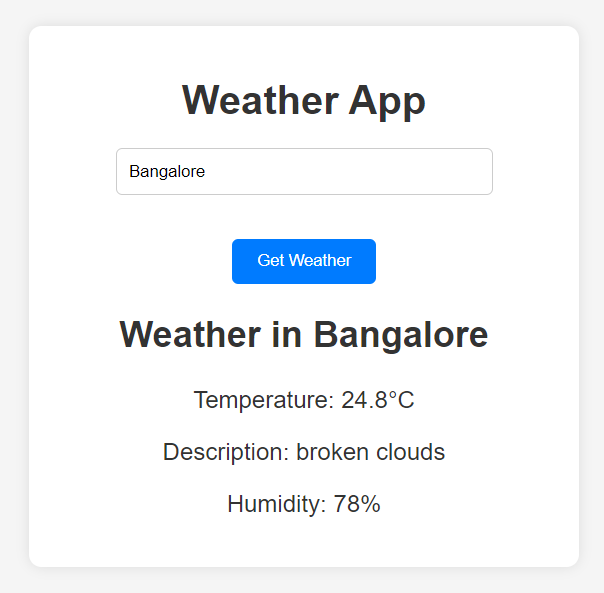 Weather App
Bangalore
Get Weather
Weather in Bangalore
Temperature: 24.8°C
Description: broken clouds
Humidity: 78%